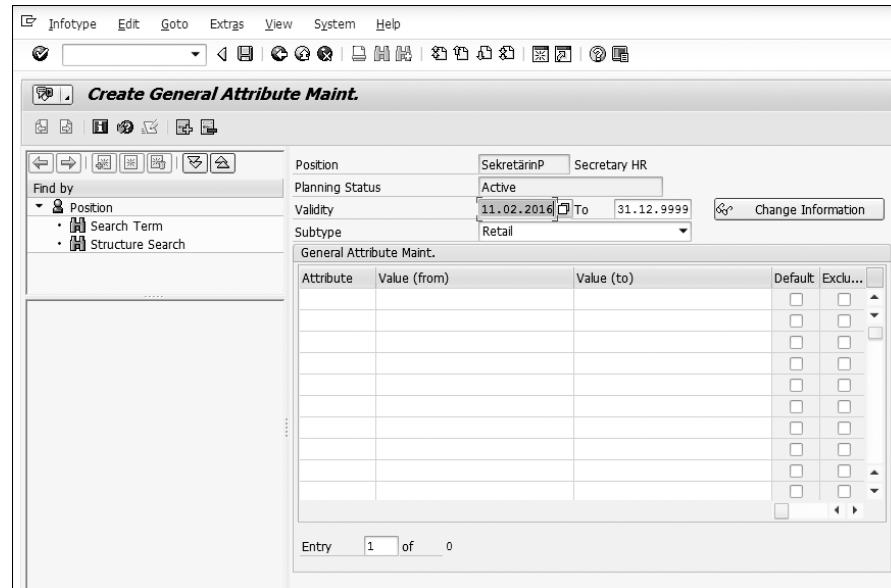 Infotype Edit Goto Extras View System Help
Create General Attribute Maint.
Find by
Position
Search Term
Structure Search
Position SekretärinP Secretary HR
Planning Status Active
Validity 11.02.2016 To 31.12.9999 Change Information
Subtype Retail
General Attribute Maint.
Attribute Value (from) Value (to) Default Exclu...
Entry 1 of 0